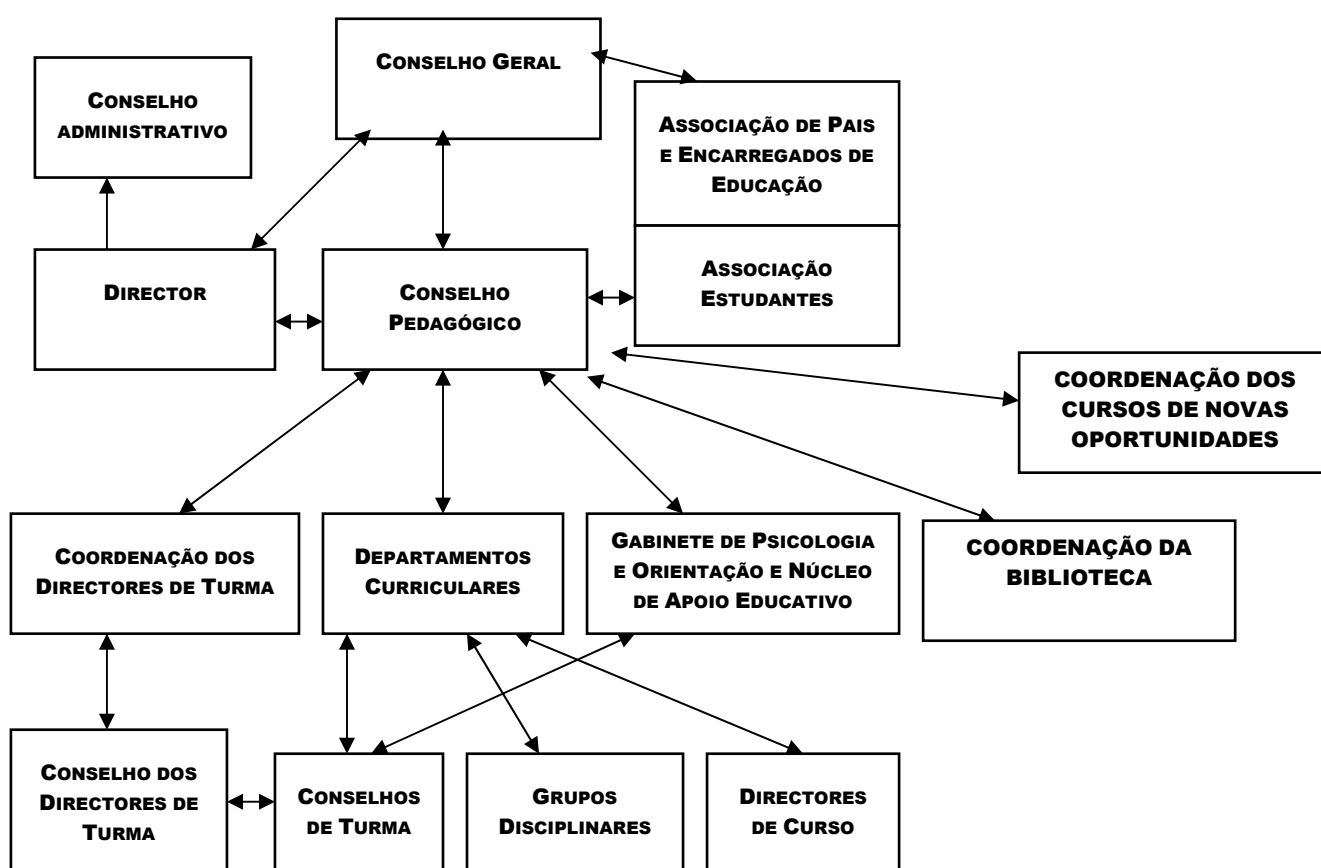 CONSELHO GERAL
CONSELHO
ADMINISTRATIVO
ASSOCIAÇÃO DE PAIS
E ENCARREGADOS DE
EDUCAÇÃO
DIRECTOR
CONSELHO
PEDAGÓGICO
ASSOCIAÇÃO
ESTUDANTES
COORDENAÇÃO DOS
CURSOS DE NOVAS
OPORTUNIDADES
COORDENAÇÃO DOS
DIRECTORES DE TURMA
DEPARTAMENTOS
CURRICULARES
GABINETE DE PSICOLOGIA
E ORIENTAÇÃO E NÚCLEO
DE APOIO EDUCATIVO
COORDENAÇÃO DA
BIBLIOTECA
CONSELHO DOS
DIRECTORES DE
TURMA
CONSELHOS
DE TURMA
GRUPOS
DISCIPLINARES
DIRECTORES
DE CURSO